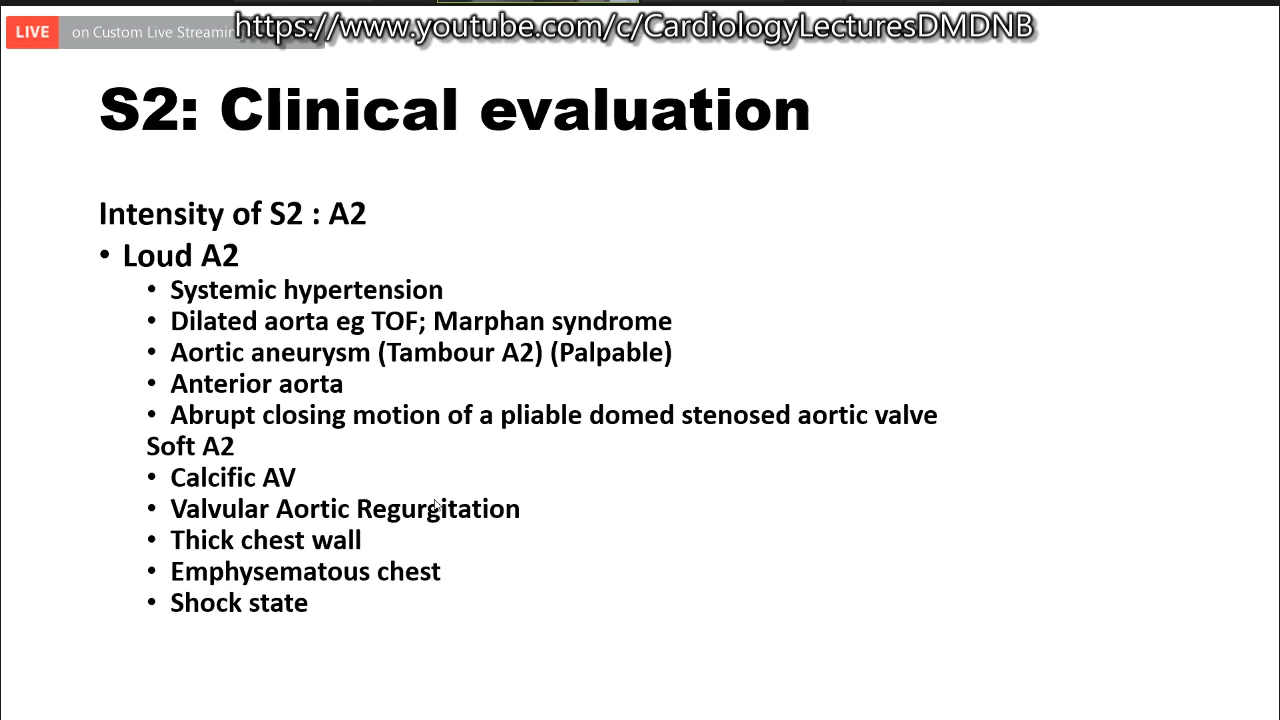 https://www.youtube.com/c/CardiologyLecturesDMDNB
LIVE on Custom Live
S2: Clinical evaluation
Intensity of S2 : A2
• Loud A2
• Systemic hypertension
• Dilated aorta eg TOF; Marphan syndrome
• Aortic aneurysm (Tambour A2) (Palpable)
• Anterior aorta
• Abrupt closing motion of a pliable domed stenosed aortic valve
Soft A2
• Calcific AV
• Valvular Aortic Regurgitation
• Thick chest wall
• Emphysematous chest
• Shock state